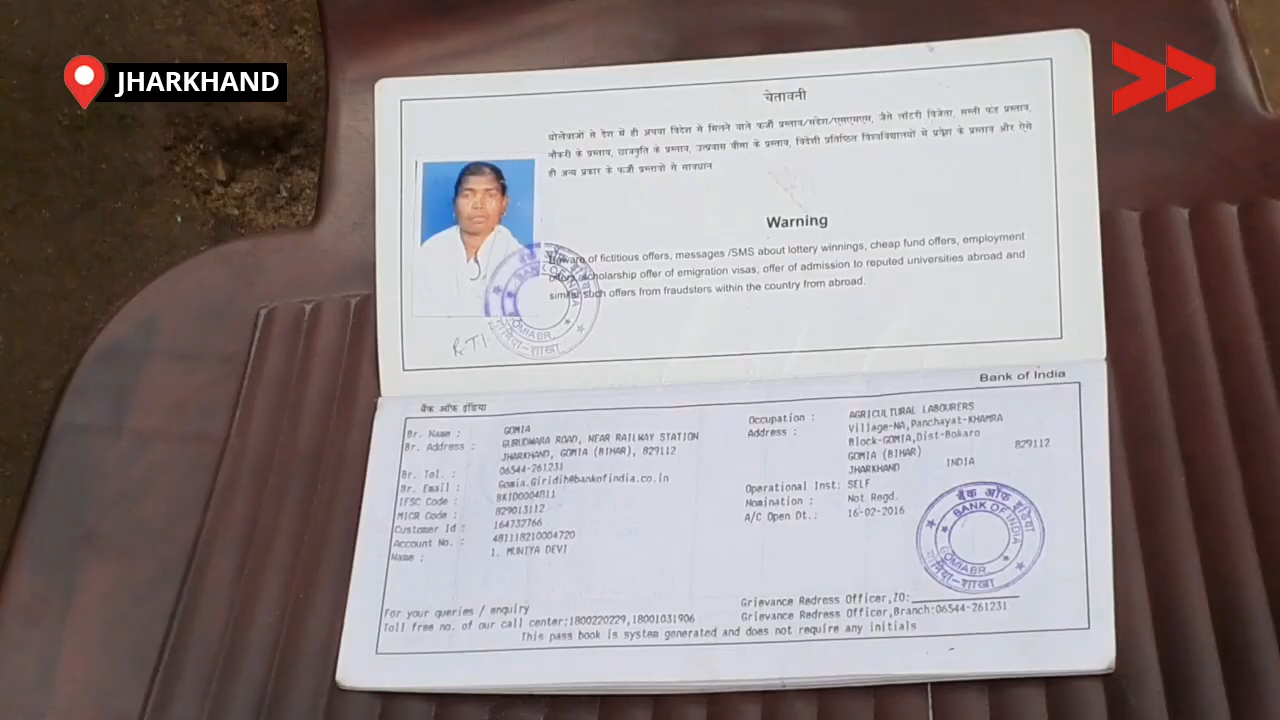 JHARKHAND
चेतावनी
धोखेबाजों से देश में ही अथवा विदेश से मिलने वाले फर्जी प्रस्ताव/संदेश/एसएमएस, जैसे लॉटरी विजेता, सस्ती फंड प्रस्ताव,
नौकरी के प्रस्ताव, छात्रवृति के प्रस्ताव, उत्प्रवास वीसा के प्रस्ताव, विदेशी प्रतिष्ठित विश्वविद्यालयों में प्रवेश के प्रस्ताव और ऐसे
ही अन्य प्रकार के फर्जी प्रस्तावों से सावधान
Warning
Beware of fictitious offers, messages /SMS about lottery winnings, cheap fund offers, employment
offers, scholarship offer of emigration visas, offer of admission to reputed universities abroad and
similar such offers from fraudsters within the country from abroad.
बैंक ऑफ इंडिया
BANK OF INDIA
GOMIABR.
गोमिया-शाखा
R.T.I
बैंक ऑफ इंडिया
Bank of India
Br. Name : GOMIA
Br. Address : GURUDWARA ROAD, NEAR RAILWAY STATION
JHARKHAND, GOMIA (BIHAR), 829112
Br. Tel. : 06544-261231
Br. Email : Gomia.Giridih@bankofindia.co.in
IFSC Code : BKID0004811
MICR Code : 829013112
Customer Id : 164737766
Account No. : 481118210004720
Name : 1. MUNIYA DEVI
Occupation : AGRICULTURAL LABOURERS
Address : Village-NA,Panchayat-KHAMRA
Block-GOMIA,Dist-Bokaro
GOMIA (BIHAR) 829112
JHARKHAND INDIA
Operational Inst: SELF
Nomination : Not Regd.
A/C Open Dt.: 16-02-2016
बैंक ऑफ इंडिया
BANK OF INDIA
GOMIABR.
गोमिया-शाखा
For your queries / enquiry
Toll free no. of our call center:1800220229,18001031906
Grievance Redress Officer,ZO:
Grievance Redress Officer,Branch:06544-261231
This pass book is system generated and does not require any initials